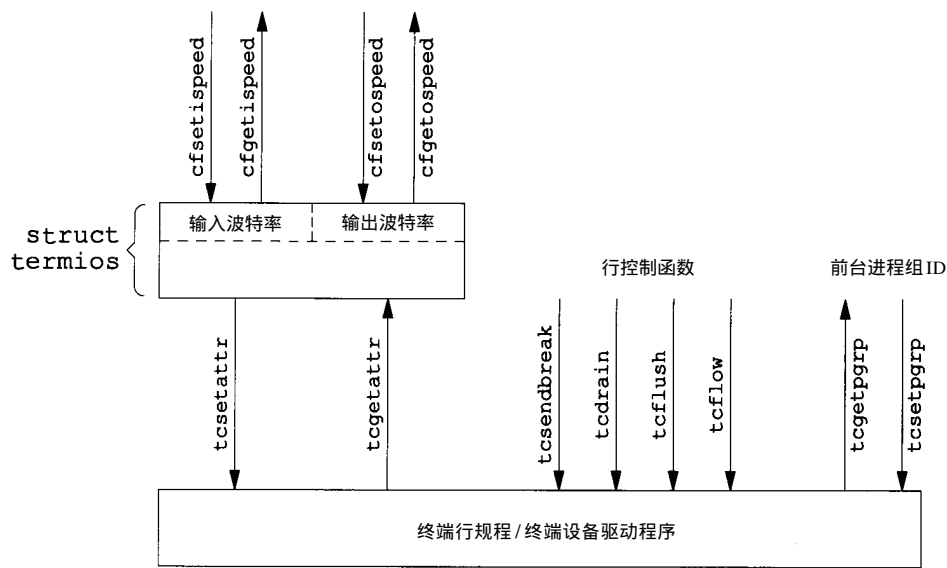 cfsetispeed
cfgetispeed
cfsetospeed
cfgetospeed
struct
termios
输入波特率
输出波特率
行控制函数
前台进程组ID
tcsetattr
tcgetattr
tcsendbreak
tcdrain
tcflush
tcflow
tcgetpgrp
tcsetpgrp
终端行规程/终端设备驱动程序